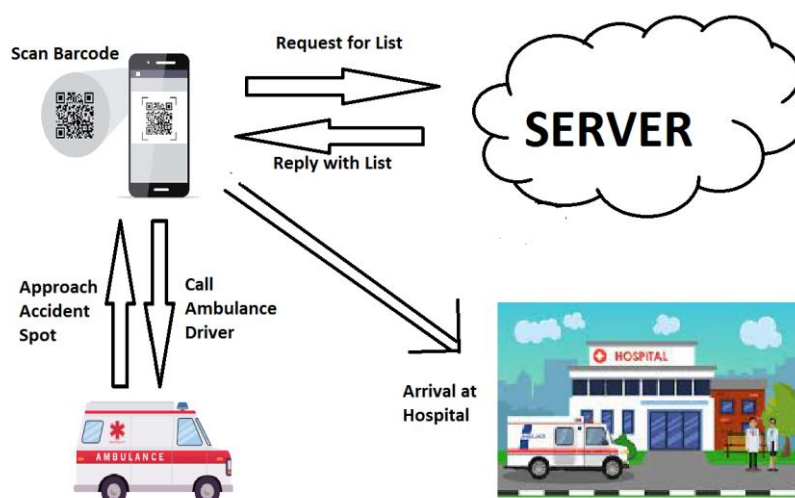 Scan Barcode
Request for List
SERVER
Reply with List
Approach
Accident
Spot
Call
Ambulance
Driver
HOSPITAL
Arrival at
Hospital
AMBULANCE